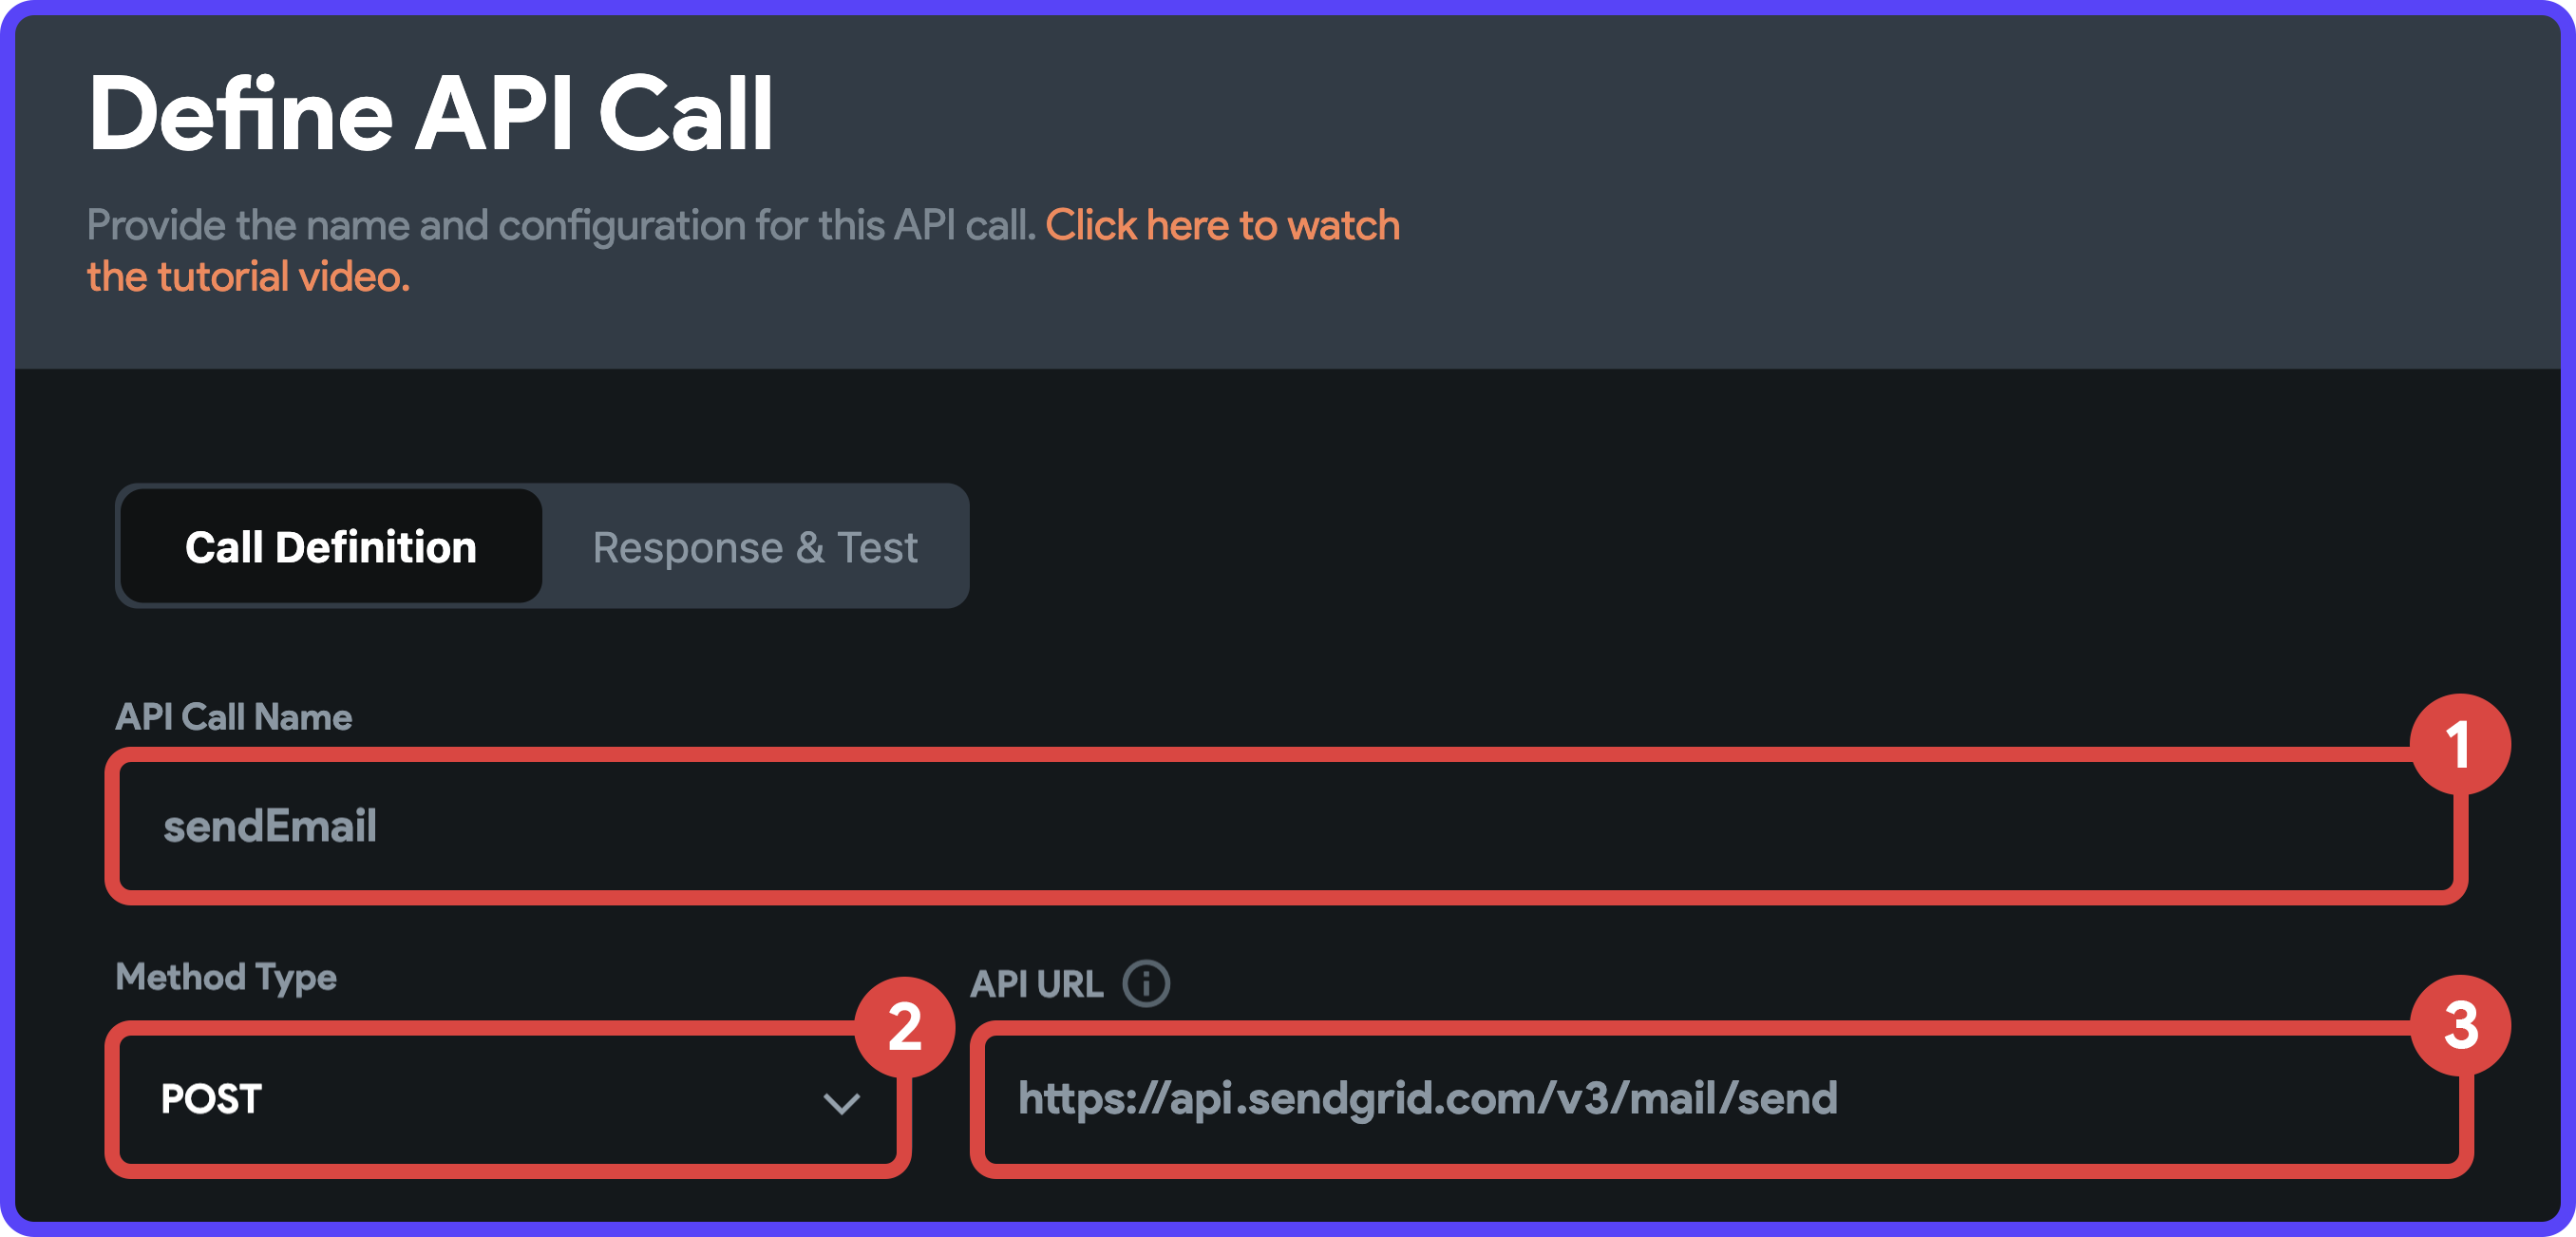 Define API Call
Provide the name and configuration for this API call. Click here to watch
the tutorial video.
Call Definition
Response & Test
API Call Name
1
sendEmail
Method Type
API URL
2
3
POST
https://api.sendgrid.com/v3/mail/send